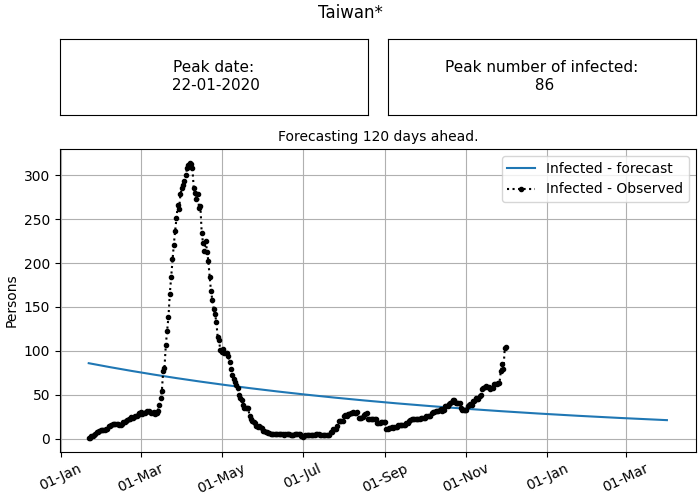 Taiwan*
Peak date:
22-01-2020
Peak number of infected:
86
Forecasting 120 days ahead.
Infected - forecast
Infected - Observed
Persons
300
250
200
150
100
50
0
01-Jan
01-Mar
01-May
01-Jul
01-Sep
01-Nov
01-Jan
01-Mar